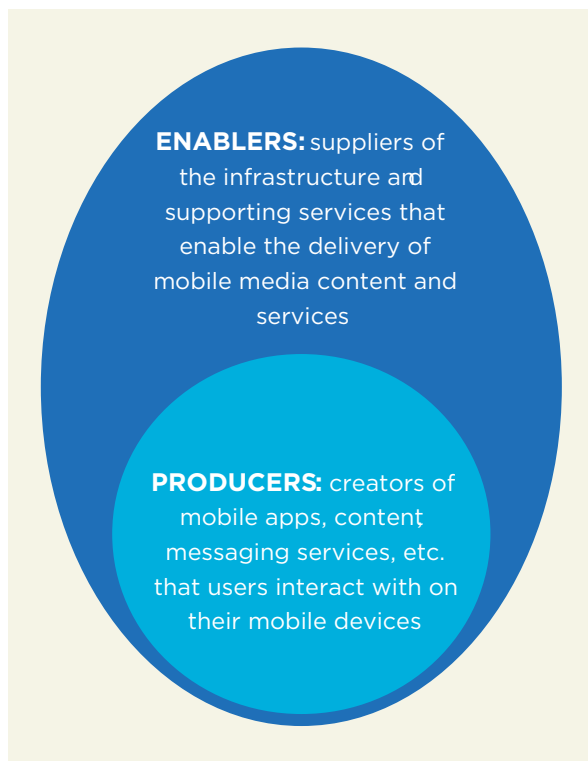 ENABLERS: suppliers of
the infrastructure and
supporting services that
enable the delivery of
mobile media content and
services
PRODUCERS: creators of
mobile apps, content,
messaging services, etc.
that users interact with on
their mobile devices